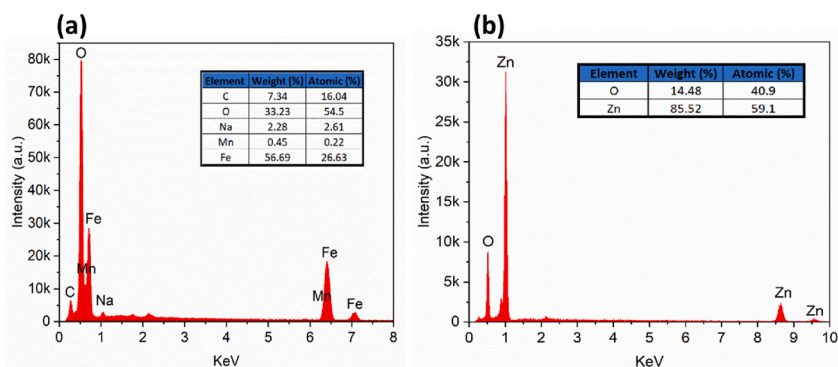 (a)
O
80k
70k
60k
50k
40k
30k
20k
10k
0
Intensity (a.u.)
Element Weight (%) Atomic (%)
C 7.34 16.04
O 33.23 54.5
Na 2.28 2.61
Mn 0.45 0.22
Fe 56.69 26.63
Fe
Mn
C
Na
Fe
Mn
Fe
0 1 2 3 4 5 6 7 8
KeV
(b)
35k
30k
25k
20k
15k
10k
5k
0
Intensity (a.u.)
Zn
Element Weight (%) Atomic (%)
O 14.48 40.9
Zn 85.52 59.1
O
Zn
Zn
0 1 2 3 4 5 6 7 8 9 10
KeV